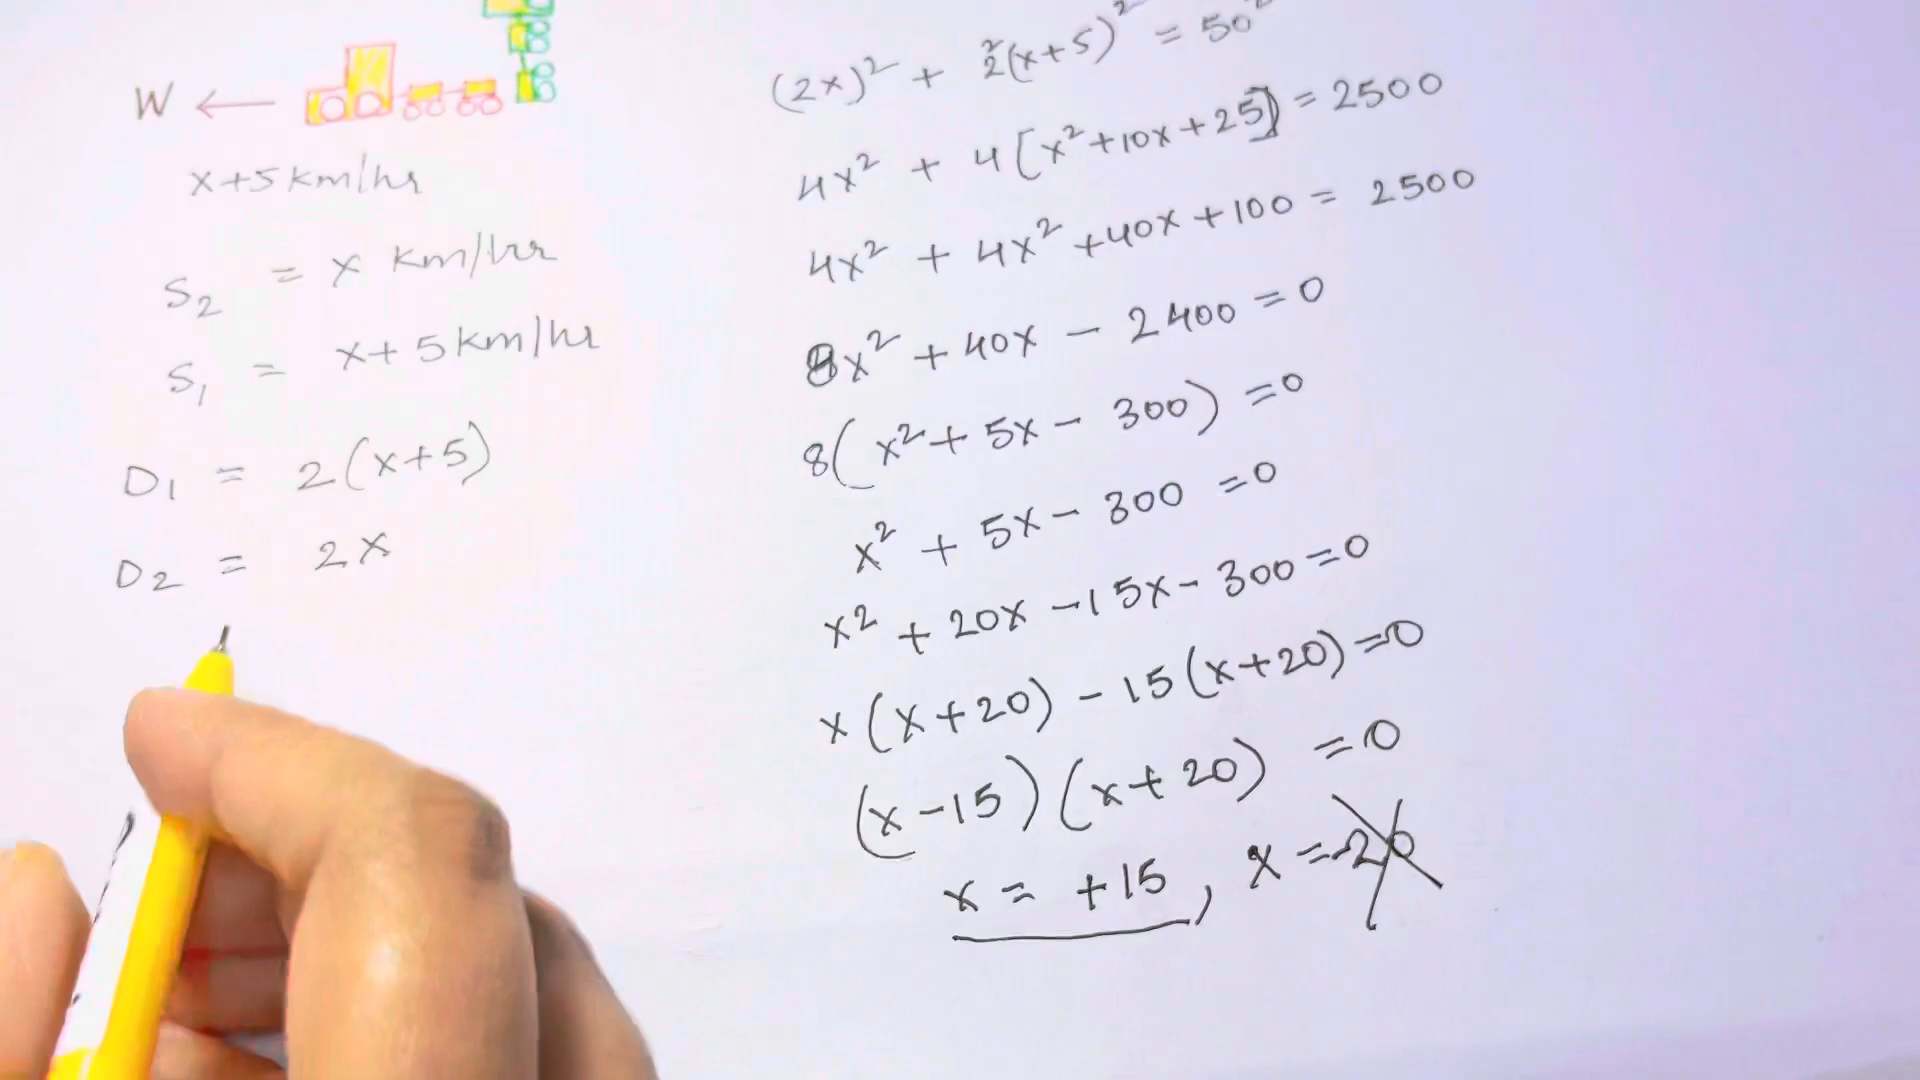 W ←
x+5 km/hr
S₂ = x km/hr
S₁ = x+5 km/hr
D₁ = 2(x+5)
D₂ = 2x
(2x)² + 2²(x+5)² = 50²
4x² + 4[x²+10x+25] = 2500
4x² + 4x² +40x +100 = 2500
8x² + 40x - 2400 = 0
8(x² + 5x - 300) = 0
x² + 5x - 300 = 0
x² + 20x - 15x - 300 = 0
x(x+20) - 15(x+20) = 0
(x-15)(x+20) = 0
x = +15, x = -20